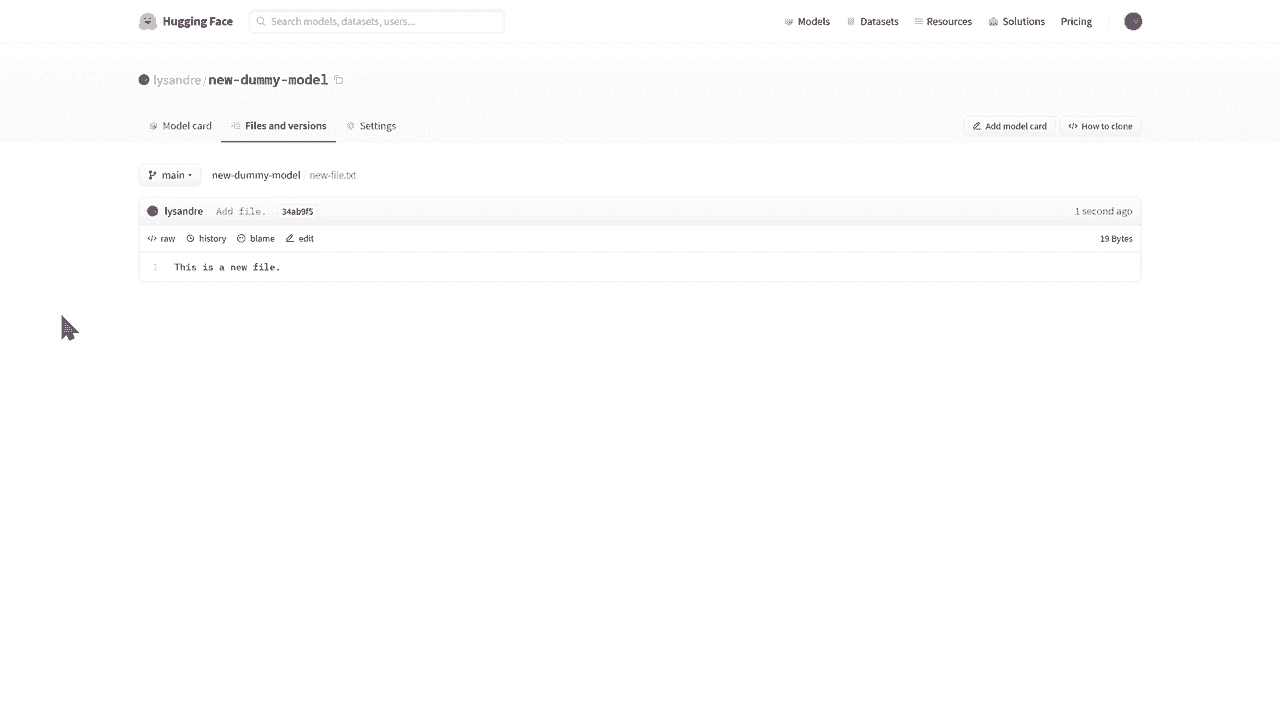 Hugging Face Search models, datasets, users... Models Datasets Resources Solutions Pricing
lysandre/new-dummy-model
Model card Files and versions Settings Add model card </> How to clone
main new-dummy-model / new-file.txt
lysandre Add file. 34ab9f5 1 second ago
</> raw history blame edit 19 Bytes
1 This is a new file.